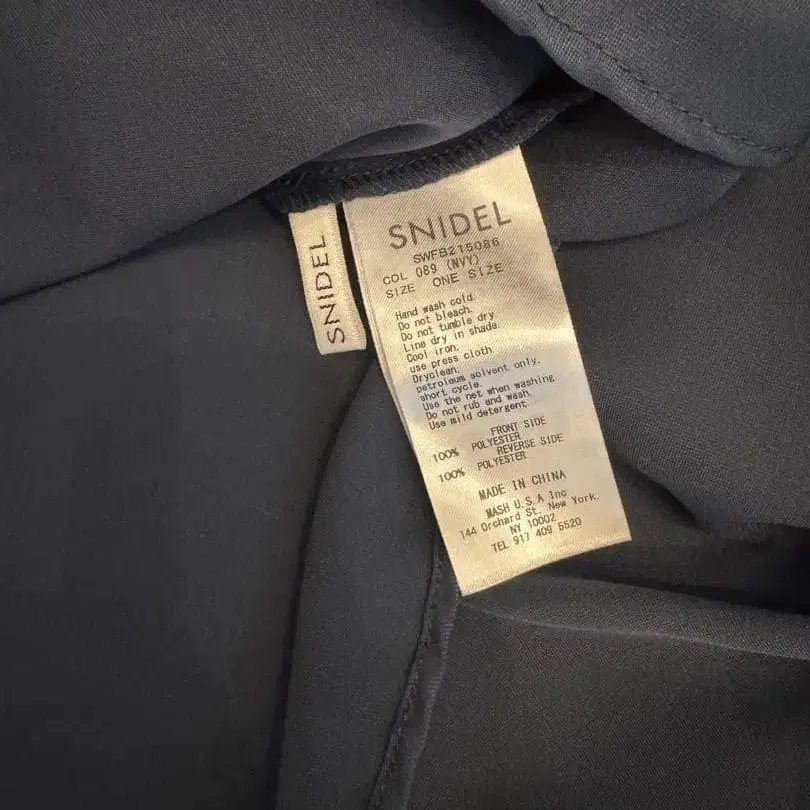 SNIDEL
SNIDEL
SWFB215086
COL 089 (NVY)
SIZE ONE SIZE
Hand wash cold.
Do not bleach.
Do not tumble dry.
Line dry in shade.
Cool iron.
use press cloth
Dryclean.
petroleum solvent only.
short cycle.
Use the net when washing.
Do not rub and wash.
Use mild detergent.
FRONT SIDE
100% POLYESTER
REVERSE SIDE
100% POLYESTER
MADE IN CHINA
MASH U.S.A Inc
144 Orchard St. New York.
NY 10002
TEL 917 409 5520